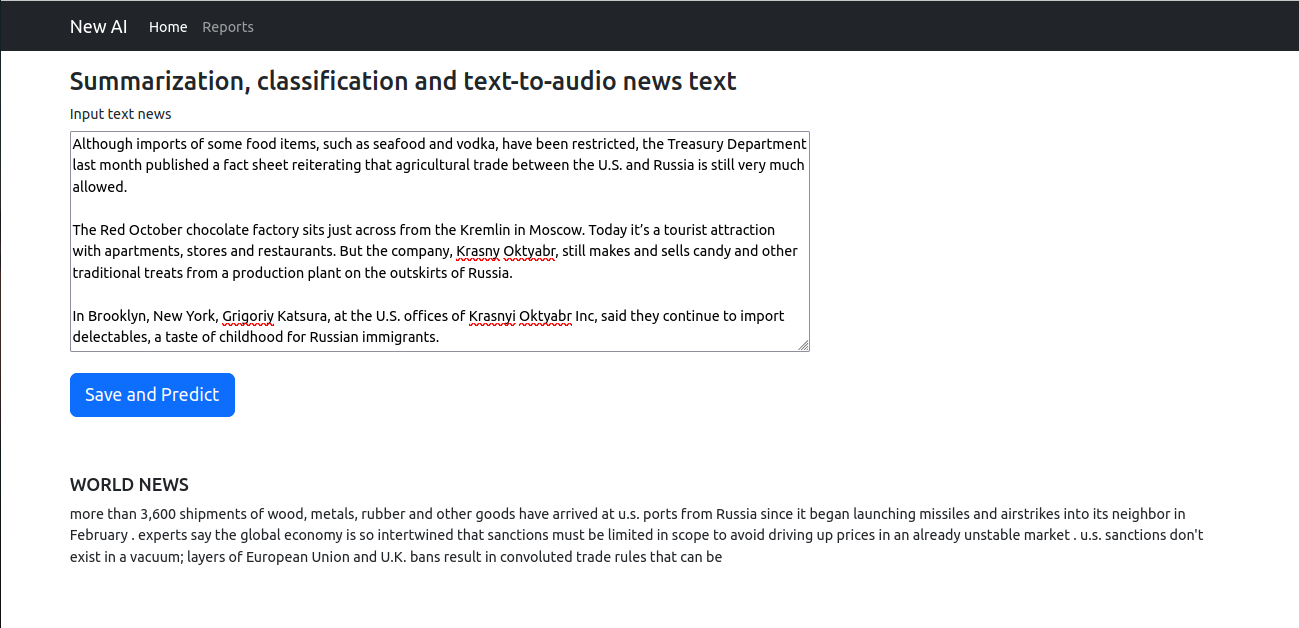 New AI Home Reports
Summarization, classification and text-to-audio news text
Input text news
Although imports of some food items, such as seafood and vodka, have been restricted, the Treasury Department
last month published a fact sheet reiterating that agricultural trade between the U.S. and Russia is still very much
allowed.
The Red October chocolate factory sits just across from the Kremlin in Moscow. Today it’s a tourist attraction
with apartments, stores and restaurants. But the company, Krasny Oktyabr, still makes and sells candy and other
traditional treats from a production plant on the outskirts of Russia.
In Brooklyn, New York, Grigoriy Katsura, at the U.S. offices of Krasnyi Oktyabr Inc, said they continue to import
delectables, a taste of childhood for Russian immigrants.
Save and Predict
WORLD NEWS
more than 3,600 shipments of wood, metals, rubber and other goods have arrived at u.s. ports from Russia since it began launching missiles and airstrikes into its neighbor in
February . experts say the global economy is so intertwined that sanctions must be limited in scope to avoid driving up prices in an already unstable market . u.s. sanctions don't
exist in a vacuum; layers of European Union and U.K. bans result in convoluted trade rules that can be